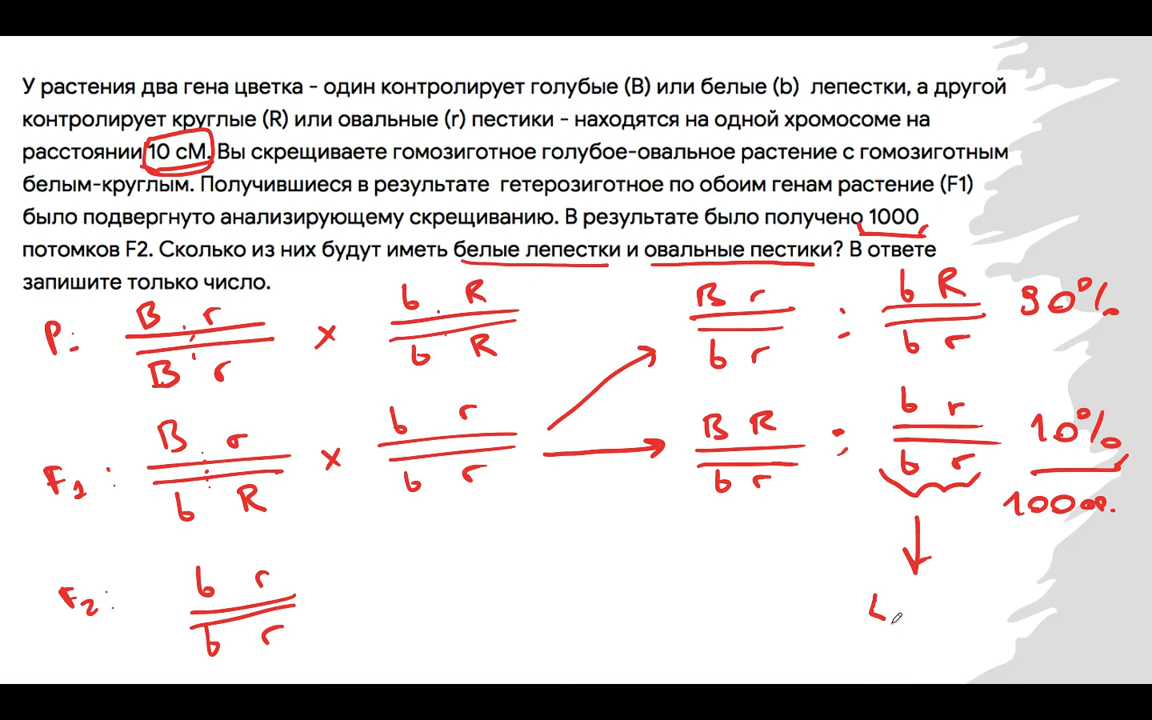 У растения два гена цветка - один контролирует голубые (B) или белые (b) лепестки, а другой
контролирует круглые (R) или овальные (r) пестики - находятся на одной хромосоме на
расстоянии 10 сМ. Вы скрещиваете гомозиготное голубое-овальное растение с гомозиготным
белым-круглым. Получившиеся в результате гетерозиготное по обоим генам растение (F1)
было подвергнуто анализирующему скрещиванию. В результате было получено 1000
потомков F2. Сколько из них будут иметь белые лепестки и овальные пестики? В ответе
запишите только число.
P: B r x b R
B r b R
B r : b R 90%
b r b r
F1: B r x b r
b R b r
B R : b r 10%
b r b r
100 ор.
F2: b r
b r